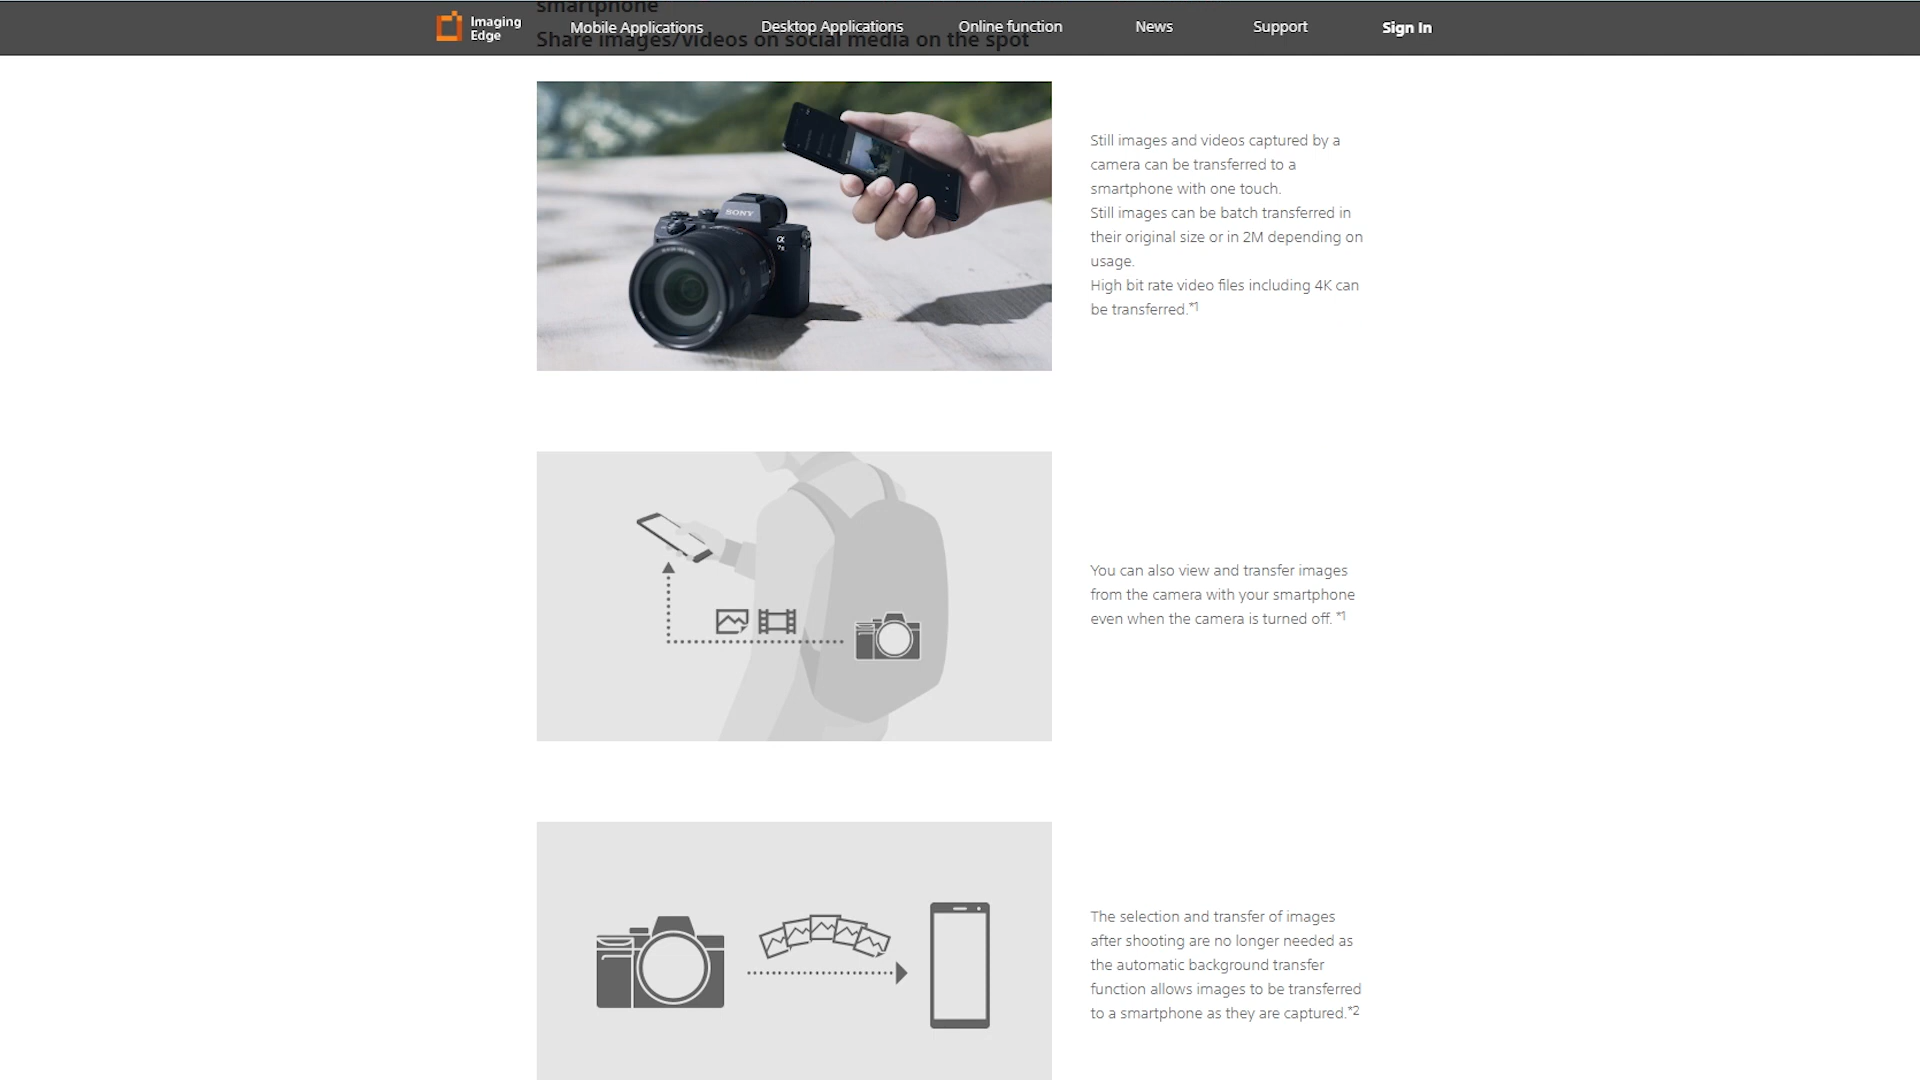 smartphone
Share images/videos on social media on the spot
Imaging
Edge
Mobile Applications
Desktop Applications
Online function
News
Support
Sign In
SONY
α
Still images and videos captured by a
camera can be transferred to a
smartphone with one touch.
Still images can be batch transferred in
their original size or in 2M depending on
usage.
High bit rate video files including 4K can
be transferred.*1
You can also view and transfer images
from the camera with your smartphone
even when the camera is turned off. *1
The selection and transfer of images
after shooting are no longer needed as
the automatic background transfer
function allows images to be transferred
to a smartphone as they are captured.*2